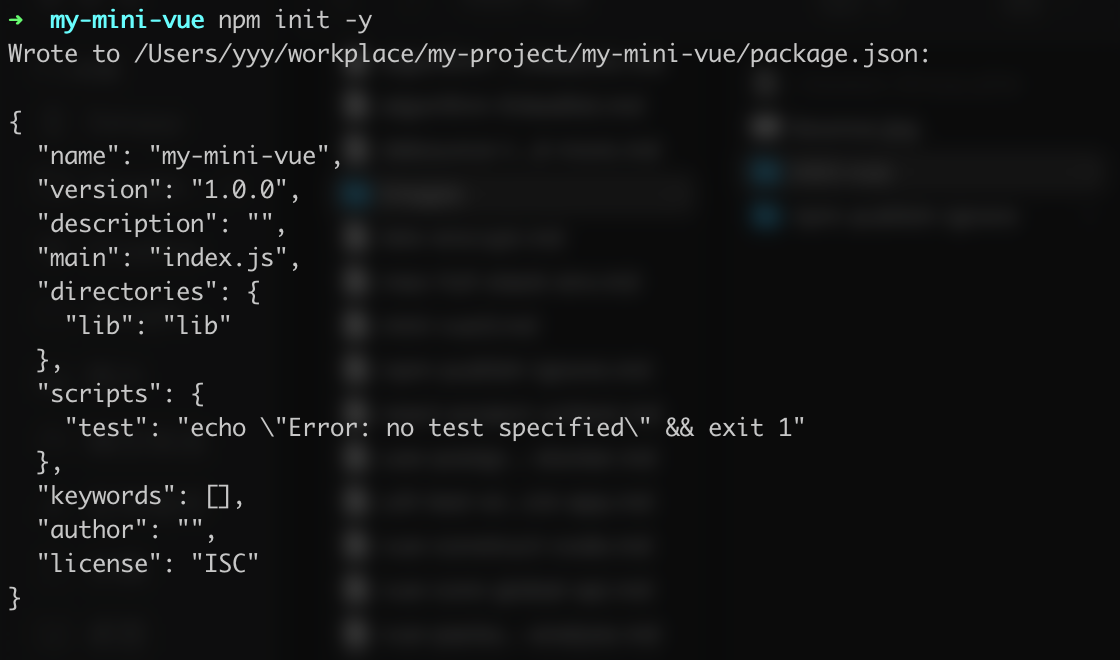 ➜  my-mini-vue npm init -y
Wrote to /Users/yyy/workplace/my-project/my-mini-vue/package.json:

{
  "name": "my-mini-vue",
  "version": "1.0.0",
  "description": "",
  "main": "index.js",
  "directories": {
    "lib": "lib"
  },
  "scripts": {
    "test": "echo \"Error: no test specified\" && exit 1"
  },
  "keywords": [],
  "author": "",
  "license": "ISC"
}